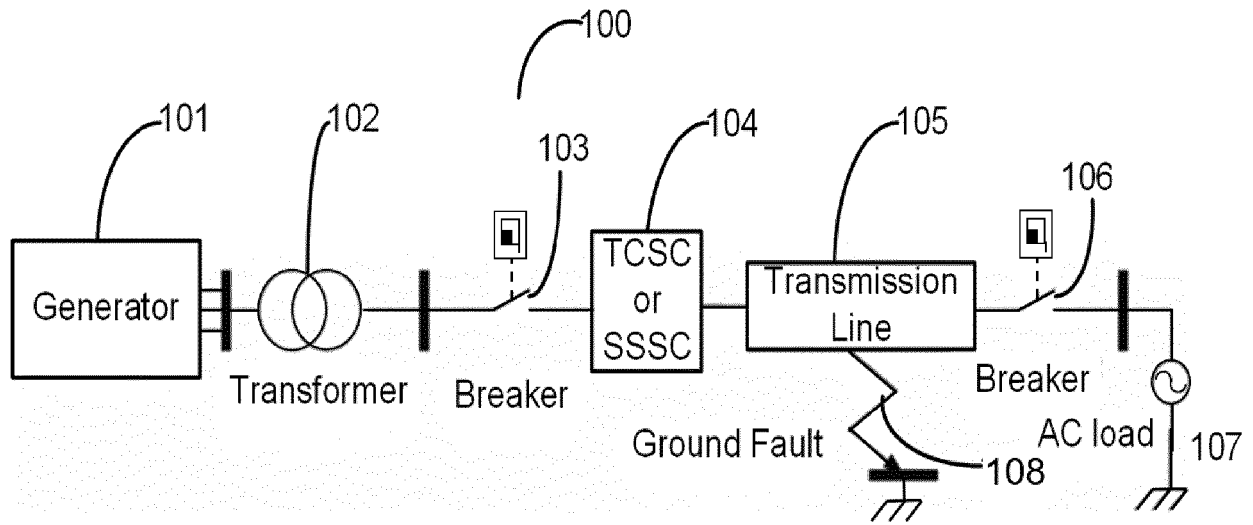 100
101
102
103
104
105
106
Generator
Transformer
Breaker
TCSC
or
SSSC
Transmission
Line
Breaker
Ground Fault
108
AC load
107